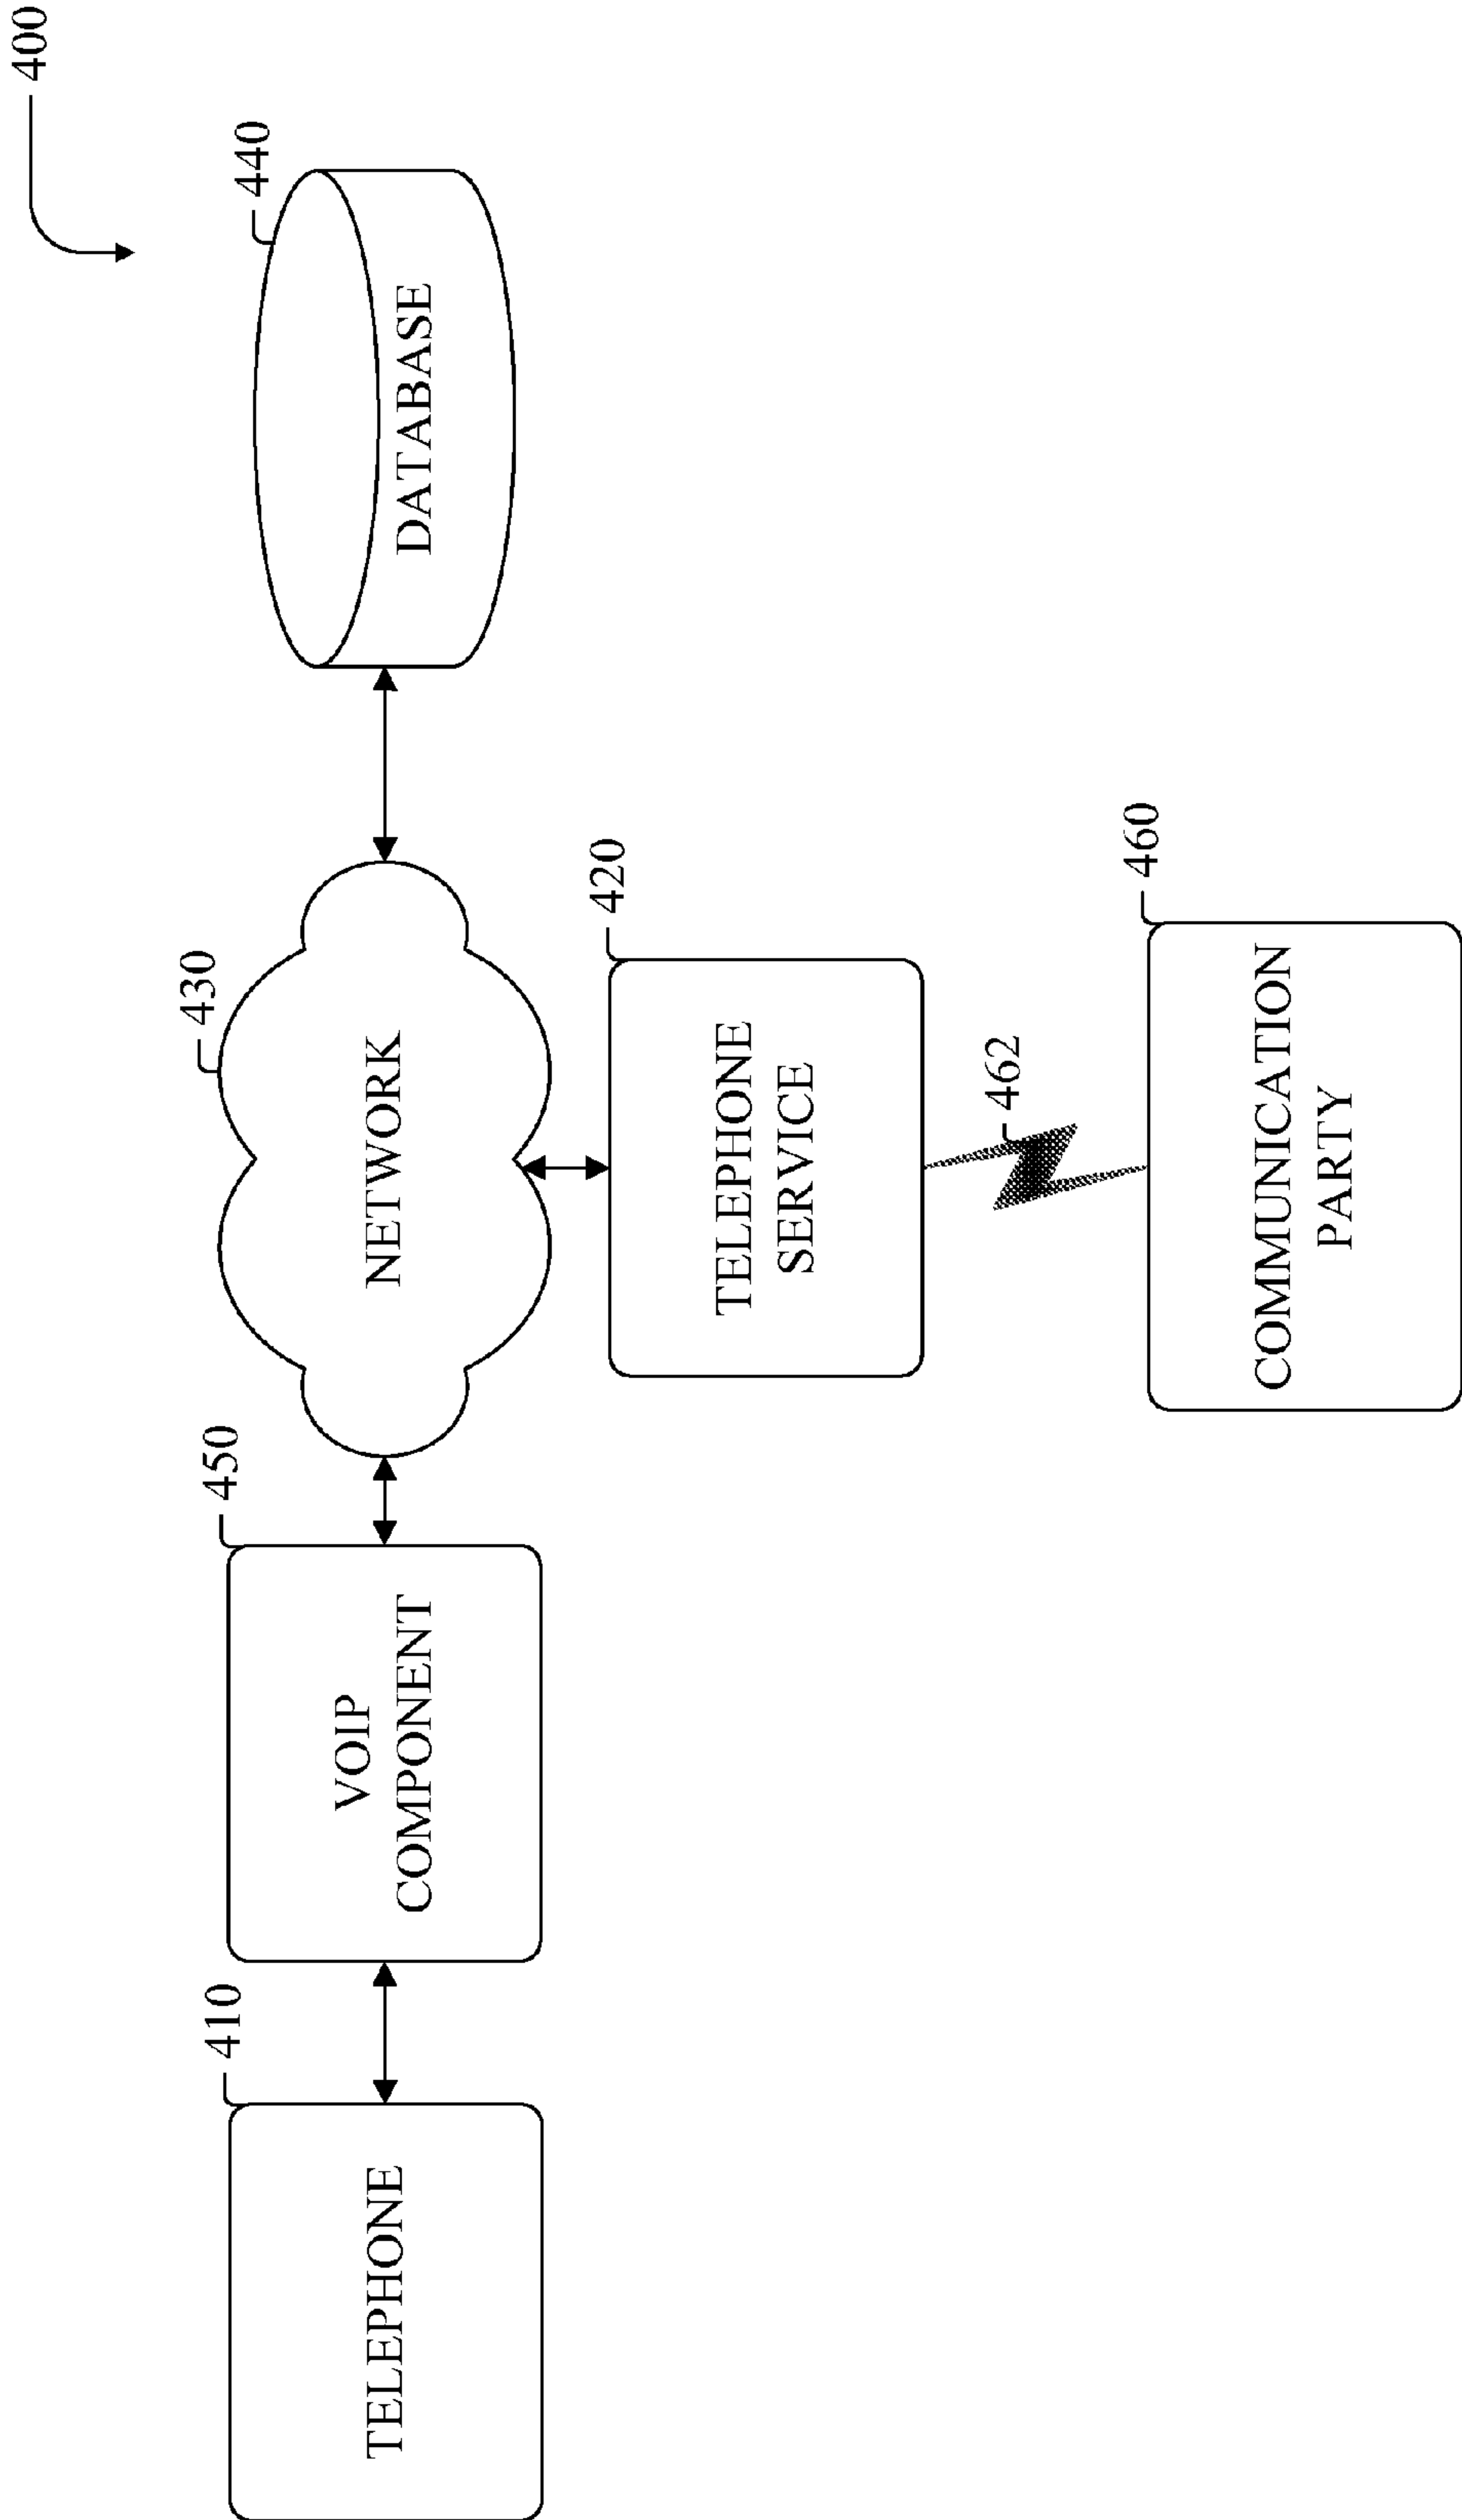 400
410
TELEPHONE
450
VOIP
COMPONENT
430
NETWORK
440
DATABASE
420
TELEPHONE
SERVICE
462
460
COMMUNICATION
PARTY